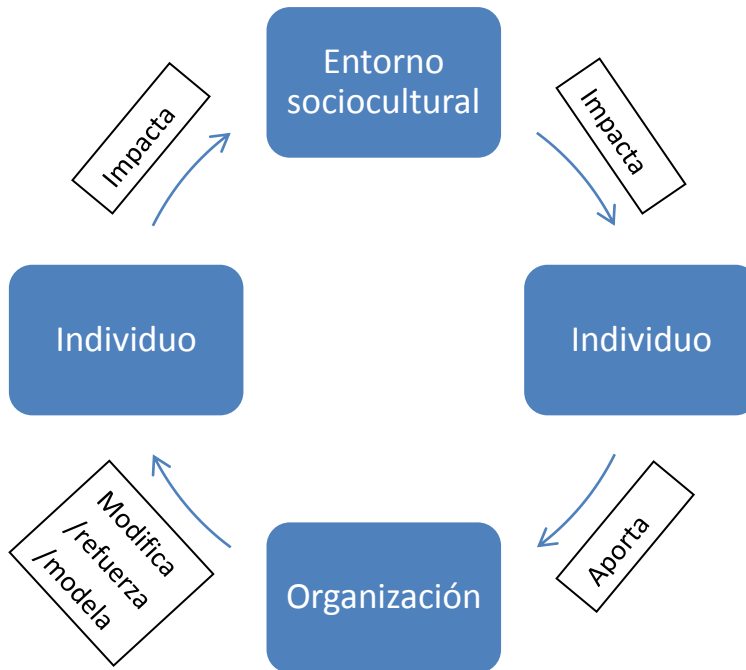 Entorno
sociocultural
Impacta
Impacta
Individuo
Individuo
Modifica
/refuerza
/modela
Organización
Aporta